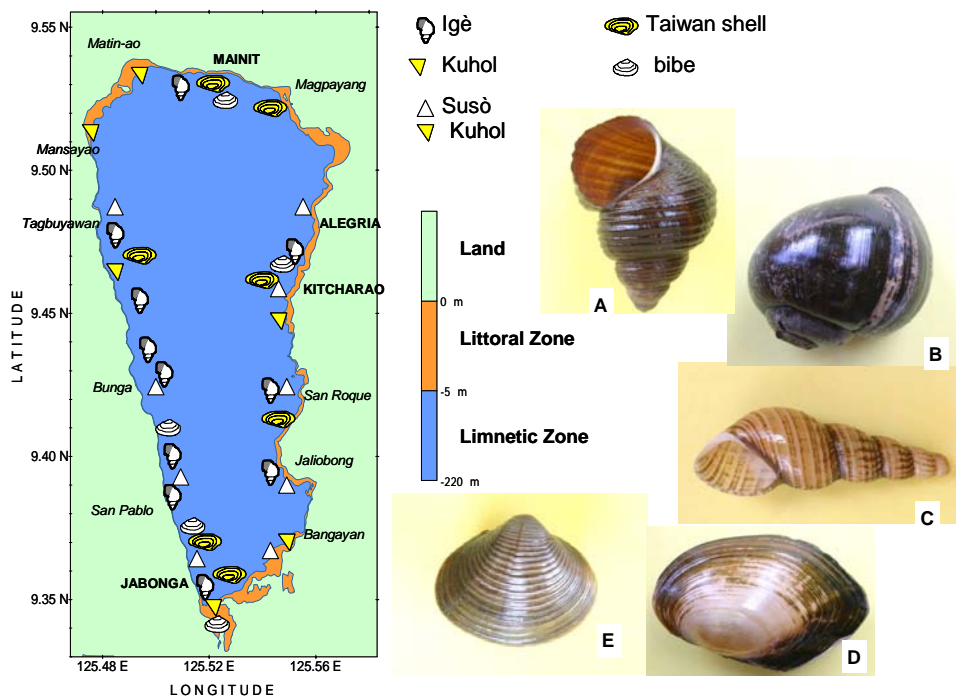 9.55 N
9.50 N
9.45 N
9.40 N
9.35 N
LATITUDE
125.48 E
125.52 E
125.56 E
LONGITUDE
Matin-ao
MAINIT
Magpayang
Mansayao
Tagbuyawan
ALEGRIA
KITCHARAO
Bunga
San Roque
Jaliobong
San Pablo
Bangayan
JABONGA
Igè
Taiwan shell
Kuhol
bibe
Susò
Kuhol
Land
0 m
Littoral Zone
-5 m
Limnetic Zone
-220 m
A
B
C
E
D